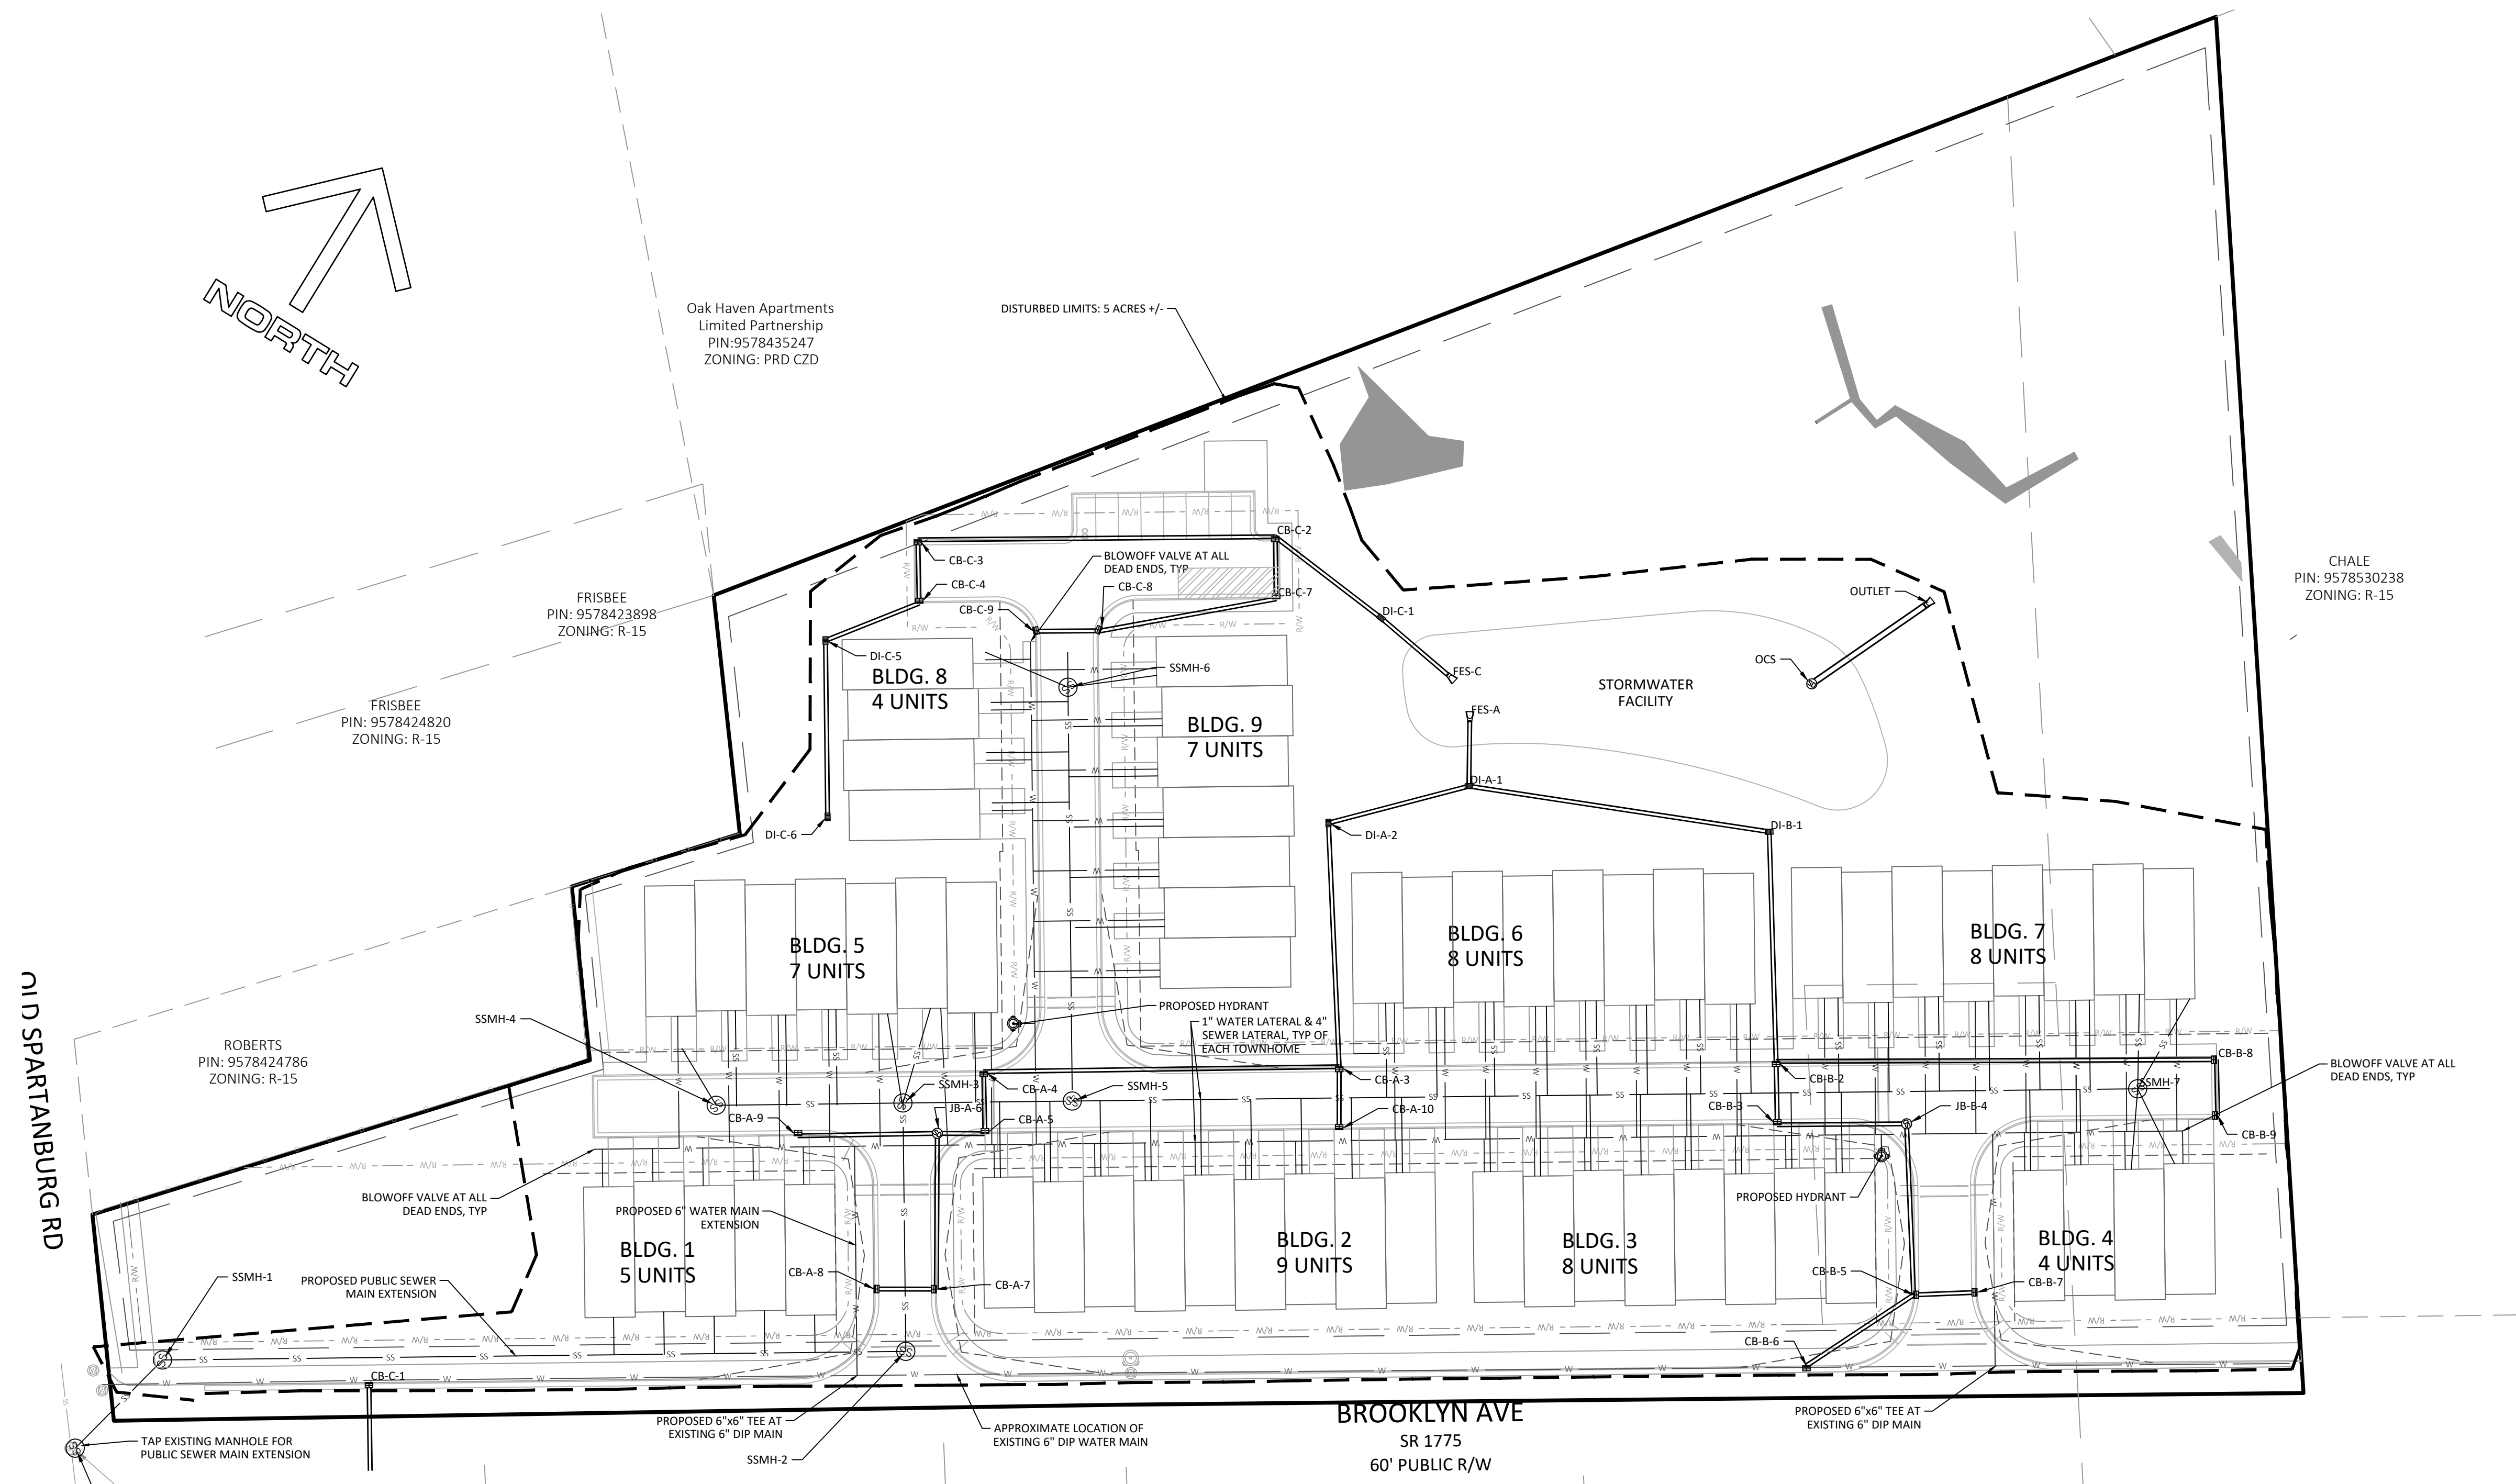 NORTH
Oak Haven Apartments
Limited Partnership
PIN:9578435247
ZONING: PRD CZD
DISTURBED LIMITS: 5 ACRES +/-
CB-C-2
CB-C-3
BLOWOFF VALVE AT ALL
DEAD ENDS, TYP
CB-C-4
CB-C-8
CB-C-7
CB-C-9
DI-C-1
FRISBEE
PIN: 9578423898
ZONING: R-15
CHALE
PIN: 9578530238
ZONING: R-15
OUTLET
OCS
DI-C-5
BLDG. 8
4 UNITS
SSMH-6
FES-C
STORMWATER
FACILITY
FES-A
FRISBEE
PIN: 9578424820
ZONING: R-15
BLDG. 9
7 UNITS
DI-A-1
DI-C-6
DI-A-2
DI-B-1
BLDG. 5
7 UNITS
BLDG. 6
8 UNITS
BLDG. 7
8 UNITS
OLD SPARTANBURG RD
SSMH-4
PROPOSED HYDRANT
1" WATER LATERAL & 4"
SEWER LATERAL, TYP OF
EACH TOWNHOME
ROBERTS
PIN: 9578424786
ZONING: R-15
CB-B-8
BLOWOFF VALVE AT ALL
DEAD ENDS, TYP
SSMH-3
CB-A-4
SSMH-5
CB-A-3
CB-B-2
SSMH-7
CB-A-9
JB-A-6
CB-A-5
CB-A-10
CB-B-3
JB-B-4
CB-B-9
BLOWOFF VALVE AT ALL
DEAD ENDS, TYP
PROPOSED 6" WATER MAIN
EXTENSION
PROPOSED HYDRANT
BLDG. 1
5 UNITS
BLDG. 2
9 UNITS
BLDG. 3
8 UNITS
BLDG. 4
4 UNITS
SSMH-1
PROPOSED PUBLIC SEWER
MAIN EXTENSION
CB-A-8
CB-A-7
CB-B-5
CB-B-7
CB-B-6
CB-C-1
TAP EXISTING MANHOLE FOR
PUBLIC SEWER MAIN EXTENSION
PROPOSED 6"x6" TEE AT
EXISTING 6" DIP MAIN
SSMH-2
APPROXIMATE LOCATION OF
EXISTING 6" DIP WATER MAIN
BROOKLYN AVE
SR 1775
60' PUBLIC R/W
PROPOSED 6"x6" TEE AT
EXISTING 6" DIP MAIN